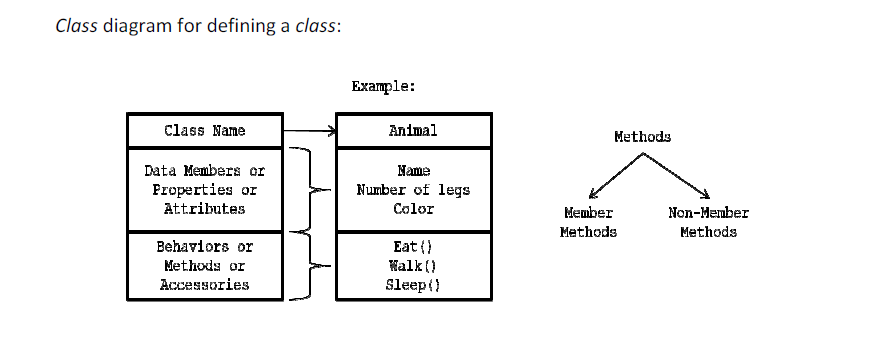 Class diagram for defining a class:
Example:
Class Name
Animal
Data Members or
Properties or
Attributes
Name
Number of legs
Color
Behaviors or
Methods or
Accessories
Eat()
Walk()
Sleep()
Methods
Member
Methods
Non-Member
Methods